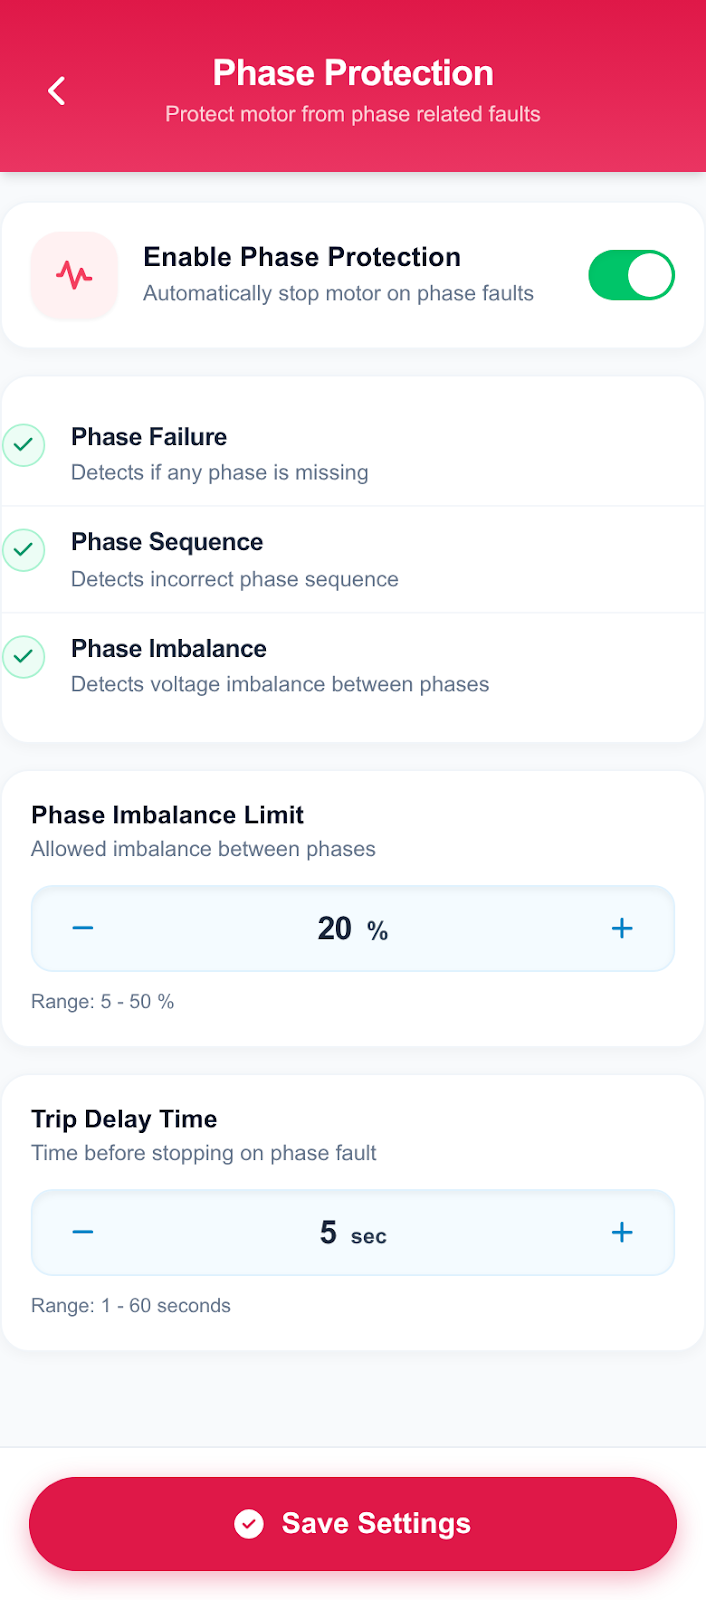 Phase Protection
Protect motor from phase related faults
Enable Phase Protection
Automatically stop motor on phase faults
Phase Failure
Detects if any phase is missing
Phase Sequence
Detects incorrect phase sequence
Phase Imbalance
Detects voltage imbalance between phases
Phase Imbalance Limit
Allowed imbalance between phases
− 20 % +
Range: 5 - 50 %
Trip Delay Time
Time before stopping on phase fault
− 5 sec +
Range: 1 - 60 seconds
Save Settings